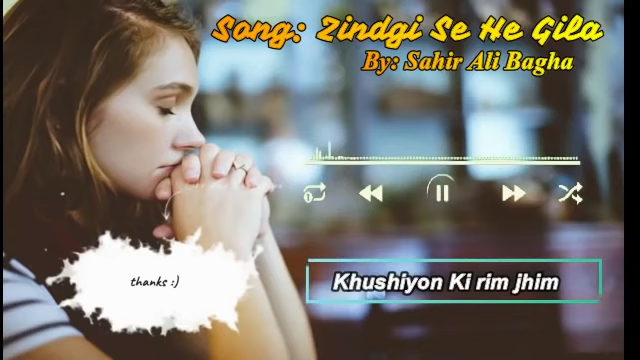 Song: Zindgi Se He Gila
By: Sahir Ali Bagha
thanks :)
Khushiyon Ki rim jhim